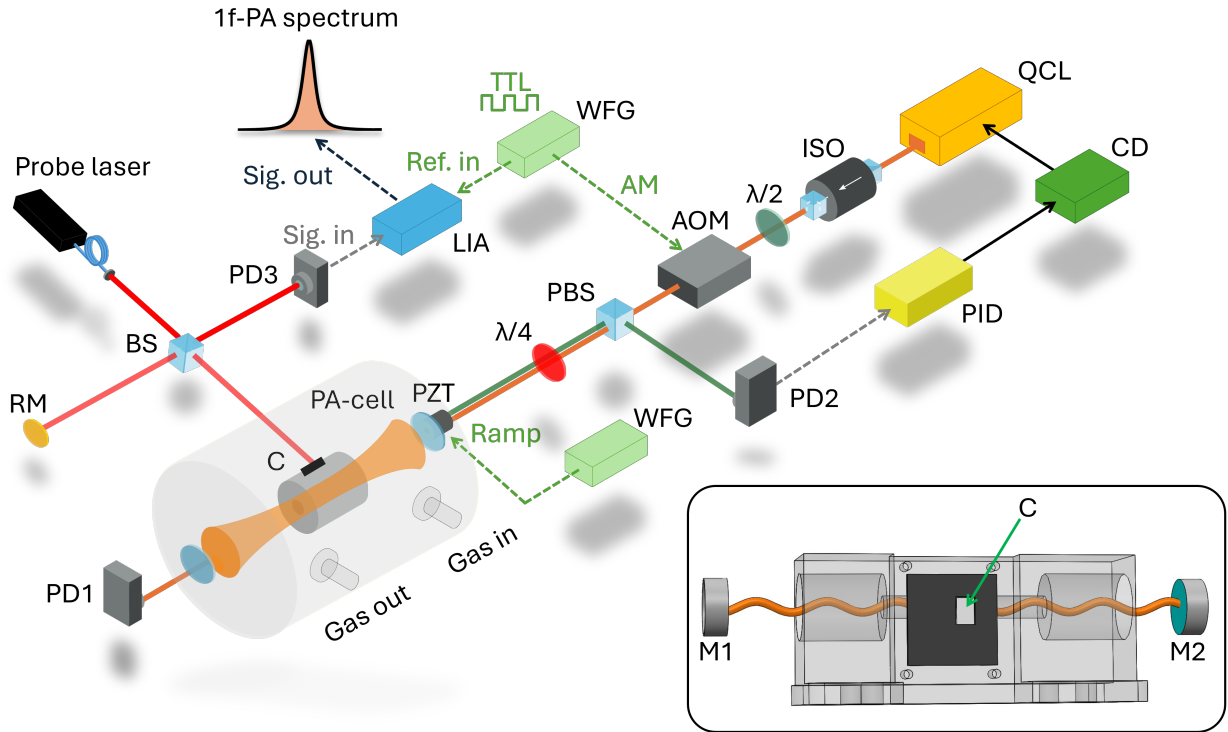 1f-PA spectrum
TTL
WFG
QCL
Probe laser
Sig. out
Ref. in
AM
ISO
CD
λ/2
Sig. in
LIA
AOM
PD3
BS
PBS
PID
λ/4
RM
PA-cell
PZT
PD2
WFG
Ramp
C
Gas in
PD1
Gas out
C
M1
M2